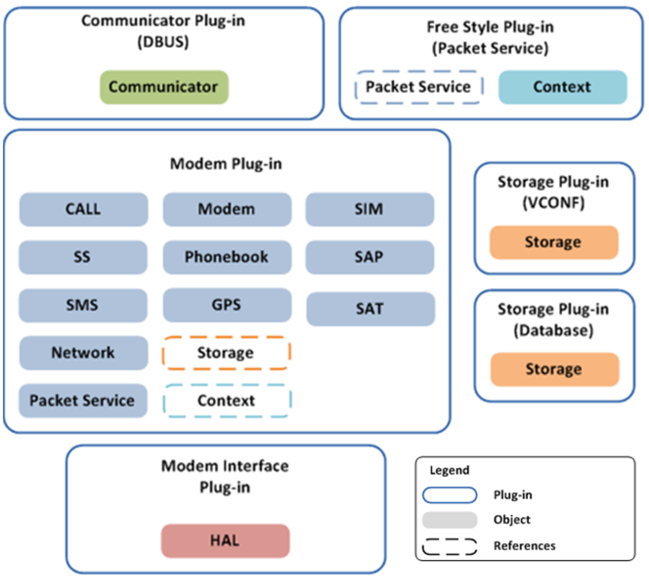 Communicator Plug-in
(DBUS)
Communicator
Free Style Plug-in
(Packet Service)
Packet Service
Context
Modem Plug-in
CALL
Modem
SIM
SS
Phonebook
SAP
SMS
GPS
SAT
Network
Storage
Packet Service
Context
Storage Plug-in
(VCONF)
Storage
Storage Plug-in
(Database)
Storage
Modem Interface
Plug-in
HAL
Legend
Plug-in
Object
References